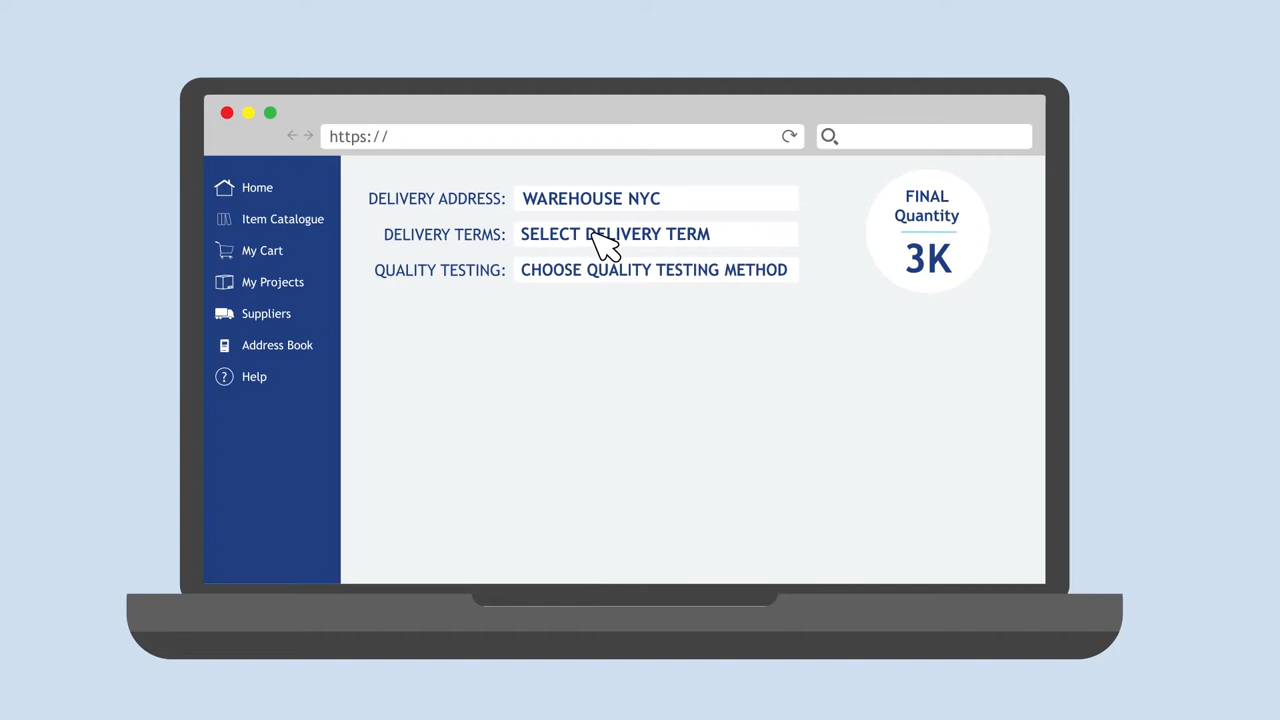 https://
Home
Item Catalogue
My Cart
My Projects
Suppliers
Address Book
? Help
DELIVERY ADDRESS: WAREHOUSE NYC
DELIVERY TERMS: SELECT DELIVERY TERM
QUALITY TESTING: CHOOSE QUALITY TESTING METHOD
FINAL
Quantity
3K